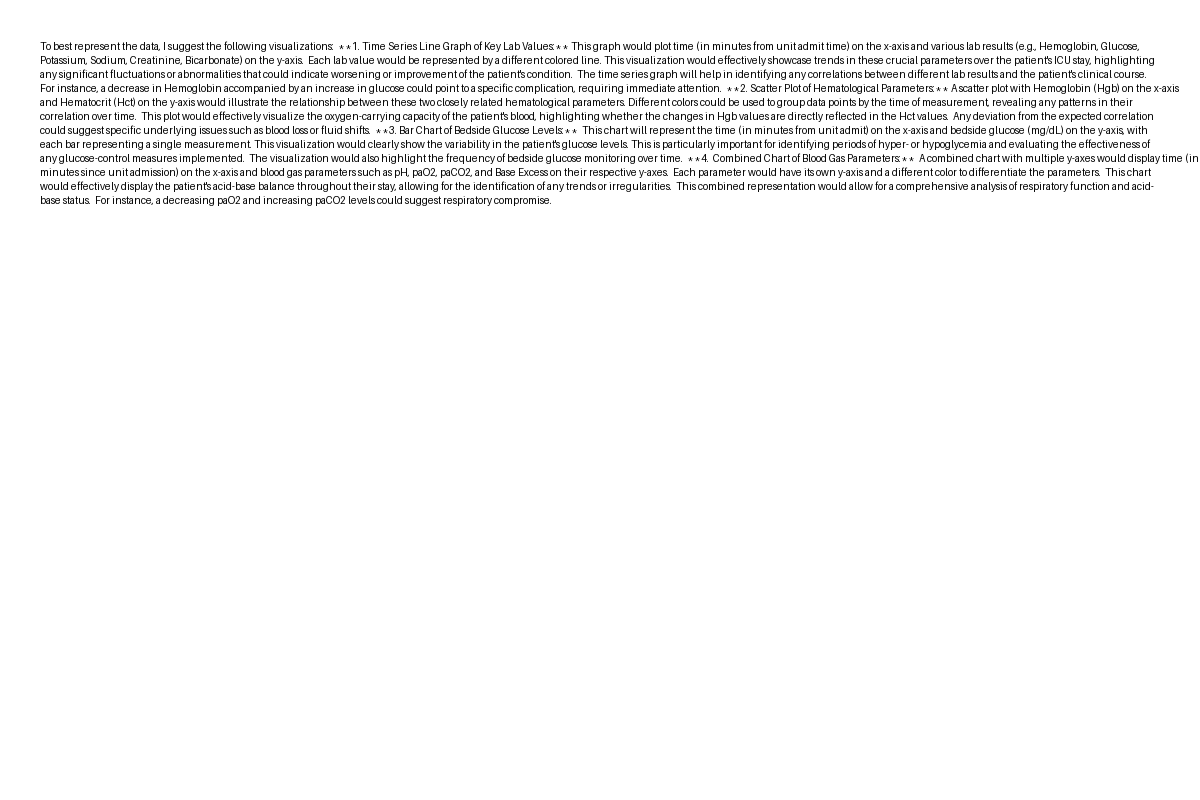 To best represent the data, I suggest the following visualizations:  **1. Time Series Line Graph of Key Lab Values:** This graph would plot time (in minutes from unit admit time) on the x-axis and various lab results (e.g., Hemoglobin, Glucose,
Potassium, Sodium, Creatinine, Bicarbonate) on the y-axis.  Each lab value would be represented by a different colored line. This visualization would effectively showcase trends in these crucial parameters over the patient's ICU stay, highlighting
any significant fluctuations or abnormalities that could indicate worsening or improvement of the patient's condition.  The time series graph will help in identifying any correlations between different lab results and the patient's clinical course.
For instance, a decrease in Hemoglobin accompanied by an increase in glucose could point to a specific complication, requiring immediate attention.  **2. Scatter Plot of Hematological Parameters:** A scatter plot with Hemoglobin (Hgb) on the x-axis
and Hematocrit (Hct) on the y-axis would illustrate the relationship between these two closely related hematological parameters. Different colors could be used to group data points by the time of measurement, revealing any patterns in their
correlation over time.  This plot would effectively visualize the oxygen-carrying capacity of the patient's blood, highlighting whether the changes in Hgb values are directly reflected in the Hct values.  Any deviation from the expected correlation
could suggest specific underlying issues such as blood loss or fluid shifts.  **3. Bar Chart of Bedside Glucose Levels:**  This chart will represent the time (in minutes from unit admit) on the x-axis and bedside glucose (mg/dL) on the y-axis, with
each bar representing a single measurement. This visualization would clearly show the variability in the patient's glucose levels. This is particularly important for identifying periods of hyper- or hypoglycemia and evaluating the effectiveness of
any glucose-control measures implemented.  The visualization would also highlight the frequency of bedside glucose monitoring over time.  **4. Combined Chart of Blood Gas Parameters:**  A combined chart with multiple y-axes would display time (in
minutes since unit admission) on the x-axis and blood gas parameters such as pH, paO2, paCO2, and Base Excess on their respective y-axes.  Each parameter would have its own y-axis and a different color to differentiate the parameters.  This chart
would effectively display the patient's acid-base balance throughout their stay, allowing for the identification of any trends or irregularities.  This combined representation would allow for a comprehensive analysis of respiratory function and acid-
base status.  For instance, a decreasing paO2 and increasing paCO2 levels could suggest respiratory compromise.